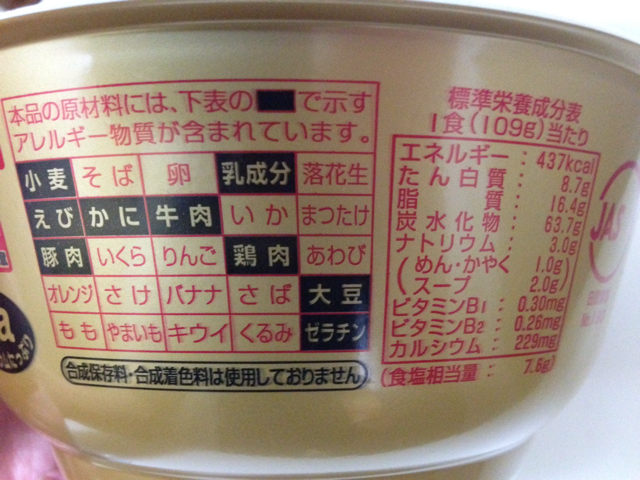 本品の原材料には、下表の■で示す
アレルギー物質が含まれています。
小麦 そば 卵 乳成分 落花生
えび かに 牛肉 いか まつたけ
豚肉 いくら りんご 鶏肉 あわび
オレンジ さけ バナナ さば 大豆
もも やまいも キウイ くるみ ゼラチン
合成保存料・合成着色料は使用しておりません
標準栄養成分表
1食(109g)当たり
エネルギー : 437kcal
たん白質 : 8.7g
脂質 : 16.4g
炭水化物 : 63.7g
ナトリウム : 3.0g
(めん・かやく 1.0g)
(スープ 2.0g)
ビタミンB1 : 0.30mg
ビタミンB2 : 0.26mg
カルシウム : 229mg
(食塩相当量 : 7.6g)
JAS